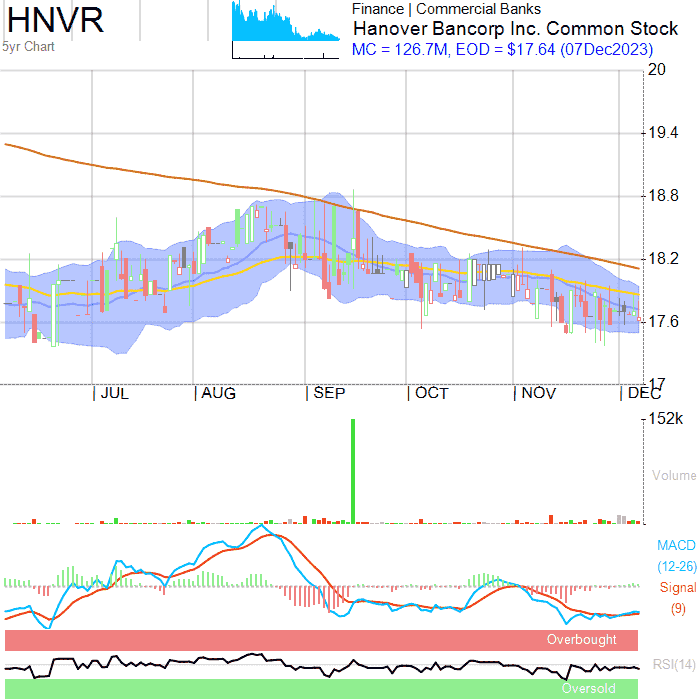 HNVR
5yr Chart
Finance | Commercial Banks
Hanover Bancorp Inc. Common Stock
MC = 126.7M, EOD = $17.64 (07Dec2023)
20
19.4
18.8
18.2
17.6
17
JUL AUG SEP OCT NOV DEC
152k
Volume
MACD
(12-26)
Signal
(9)
Overbought
RSI(14)
Oversold